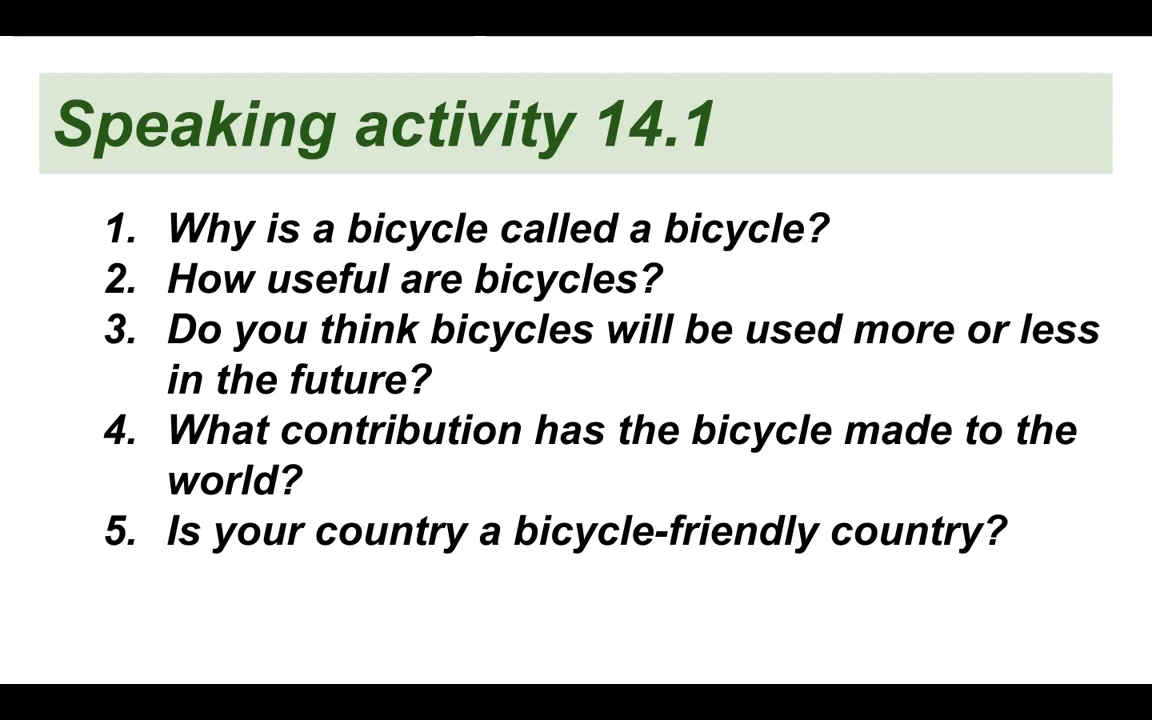 Speaking activity 14.1
1. Why is a bicycle called a bicycle?
2. How useful are bicycles?
3. Do you think bicycles will be used more or less
in the future?
4. What contribution has the bicycle made to the
world?
5. Is your country a bicycle-friendly country?